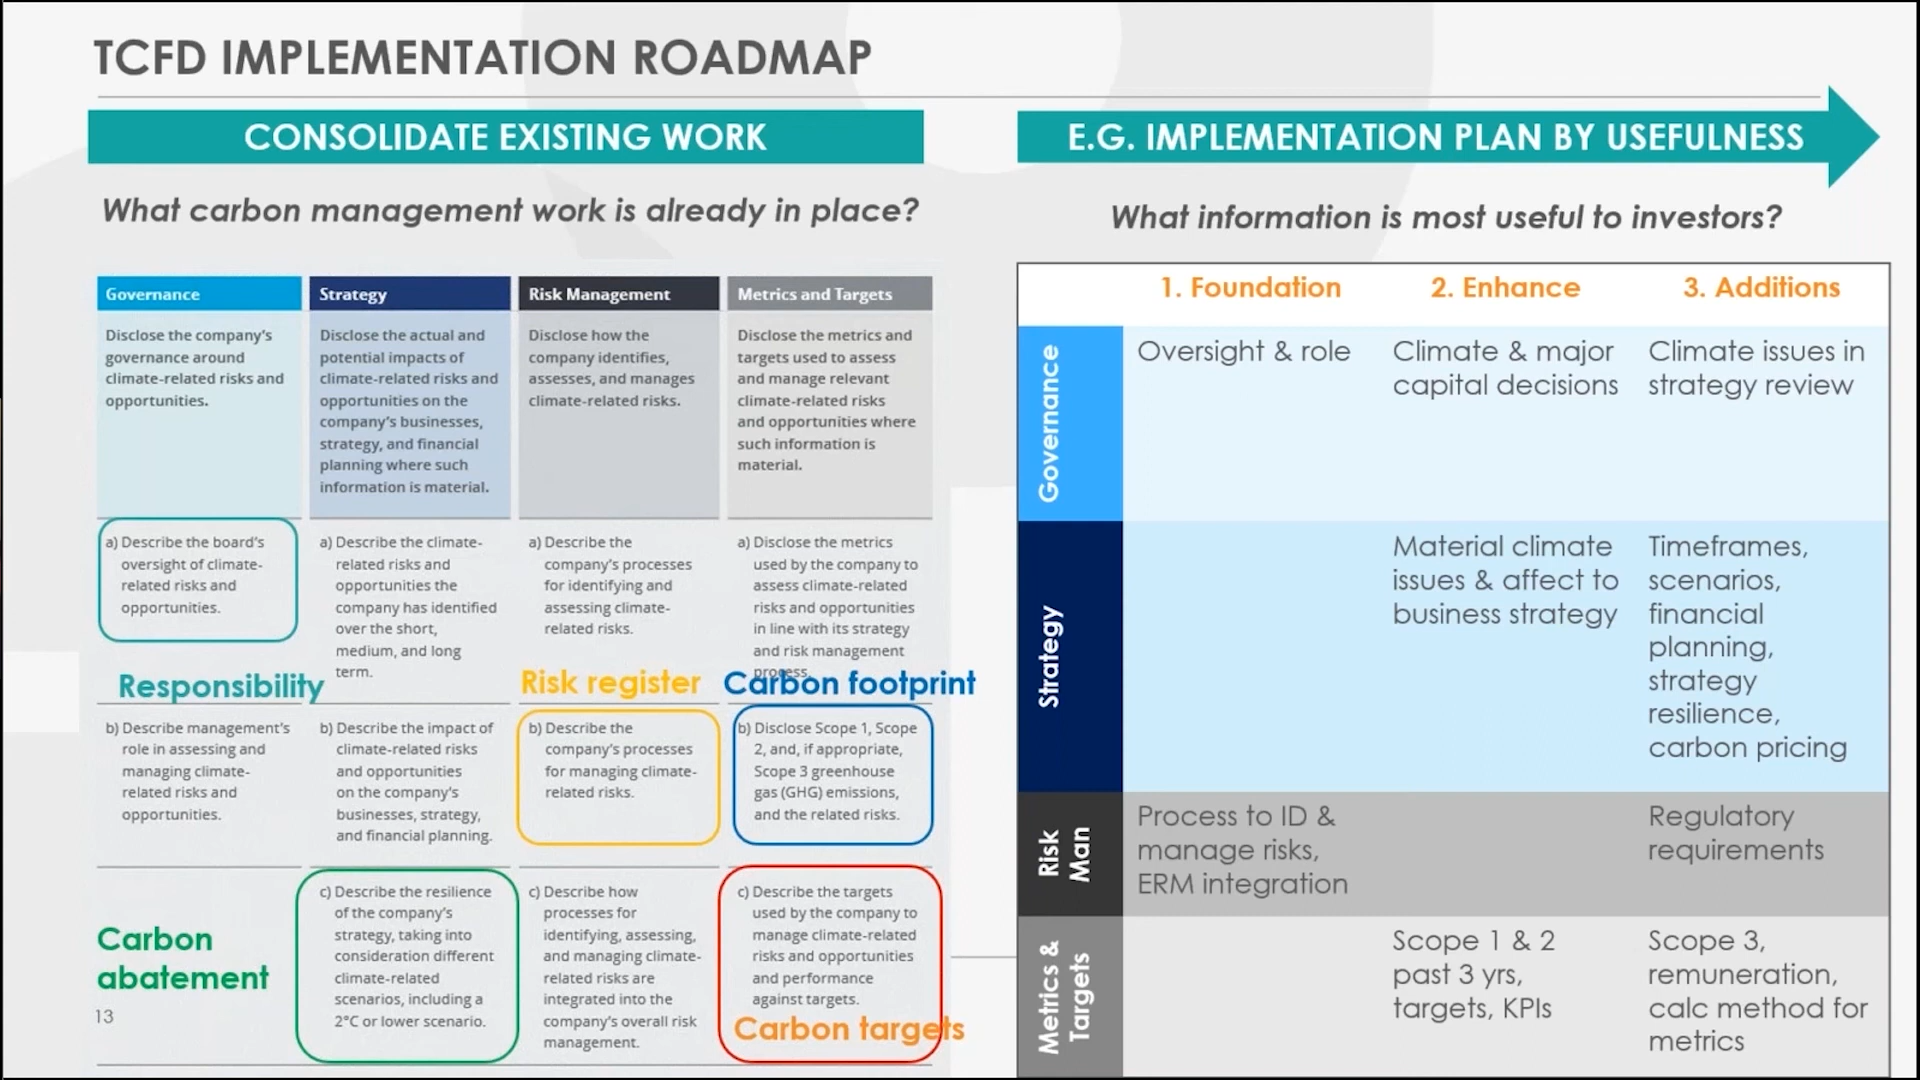 TCFD IMPLEMENTATION ROADMAP
CONSOLIDATE EXISTING WORK
What carbon management work is already in place?
Governance
Disclose the company's
governance around
climate-related risks and
opportunities.
a) Describe the board's
oversight of climate-
related risks and
opportunities.
Responsibility
b) Describe management's
role in assessing and
managing climate-
related risks and
opportunities.
Carbon
abatement
Strategy
Disclose the actual and
potential impacts of
climate-related risks and
opportunities on the
company's businesses,
strategy, and financial
planning where such
information is material.
a) Describe the climate-
related risks and
opportunities the
company has identified
over the short,
medium, and long
term.
b) Describe the impact of
climate-related risks
and opportunities
on the company's
businesses, strategy,
and financial planning.
c) Describe the resilience
of the company's
strategy, taking into
consideration different
climate-related
scenarios, including a
2°C or lower scenario.
Risk Management
Disclose how the
company identifies,
assesses, and manages
climate-related risks.
a) Describe the
company's processes
for identifying and
assessing climate-
related risks.
Risk register
b) Describe the
company's processes
for managing climate-
related risks.
c) Describe how
processes for
identifying, assessing,
and managing climate-
related risks are
integrated into the
company's overall risk
management.
Metrics and Targets
Disclose the metrics and
targets used to assess
and manage relevant
climate-related risks
and opportunities where
such information is
material.
a) Disclose the metrics
used by the company to
assess climate-related
risks and opportunities
in line with its strategy
and risk management
process.
Carbon footprint
b) Disclose Scope 1, Scope
2, and, if appropriate,
Scope 3 greenhouse
gas (GHG) emissions,
and the related risks.
c) Describe the targets
used by the company to
manage climate-related
risks and opportunities
and performance
against targets.
Carbon targets
13
E.G. IMPLEMENTATION PLAN BY USEFULNESS
What information is most useful to investors?
1. Foundation
2. Enhance
3. Additions
Governance
Oversight & role
Climate & major
capital decisions
Climate issues in
strategy review
Strategy
Material climate
issues & affect to
business strategy
Timeframes,
scenarios,
financial
planning,
strategy
resilience,
carbon pricing
Risk
Man
Process to ID &
manage risks,
ERM integration
Regulatory
requirements
Metrics &
Targets
Scope 1 & 2
past 3 yrs,
targets, KPIs
Scope 3,
remuneration,
calc method for
metrics